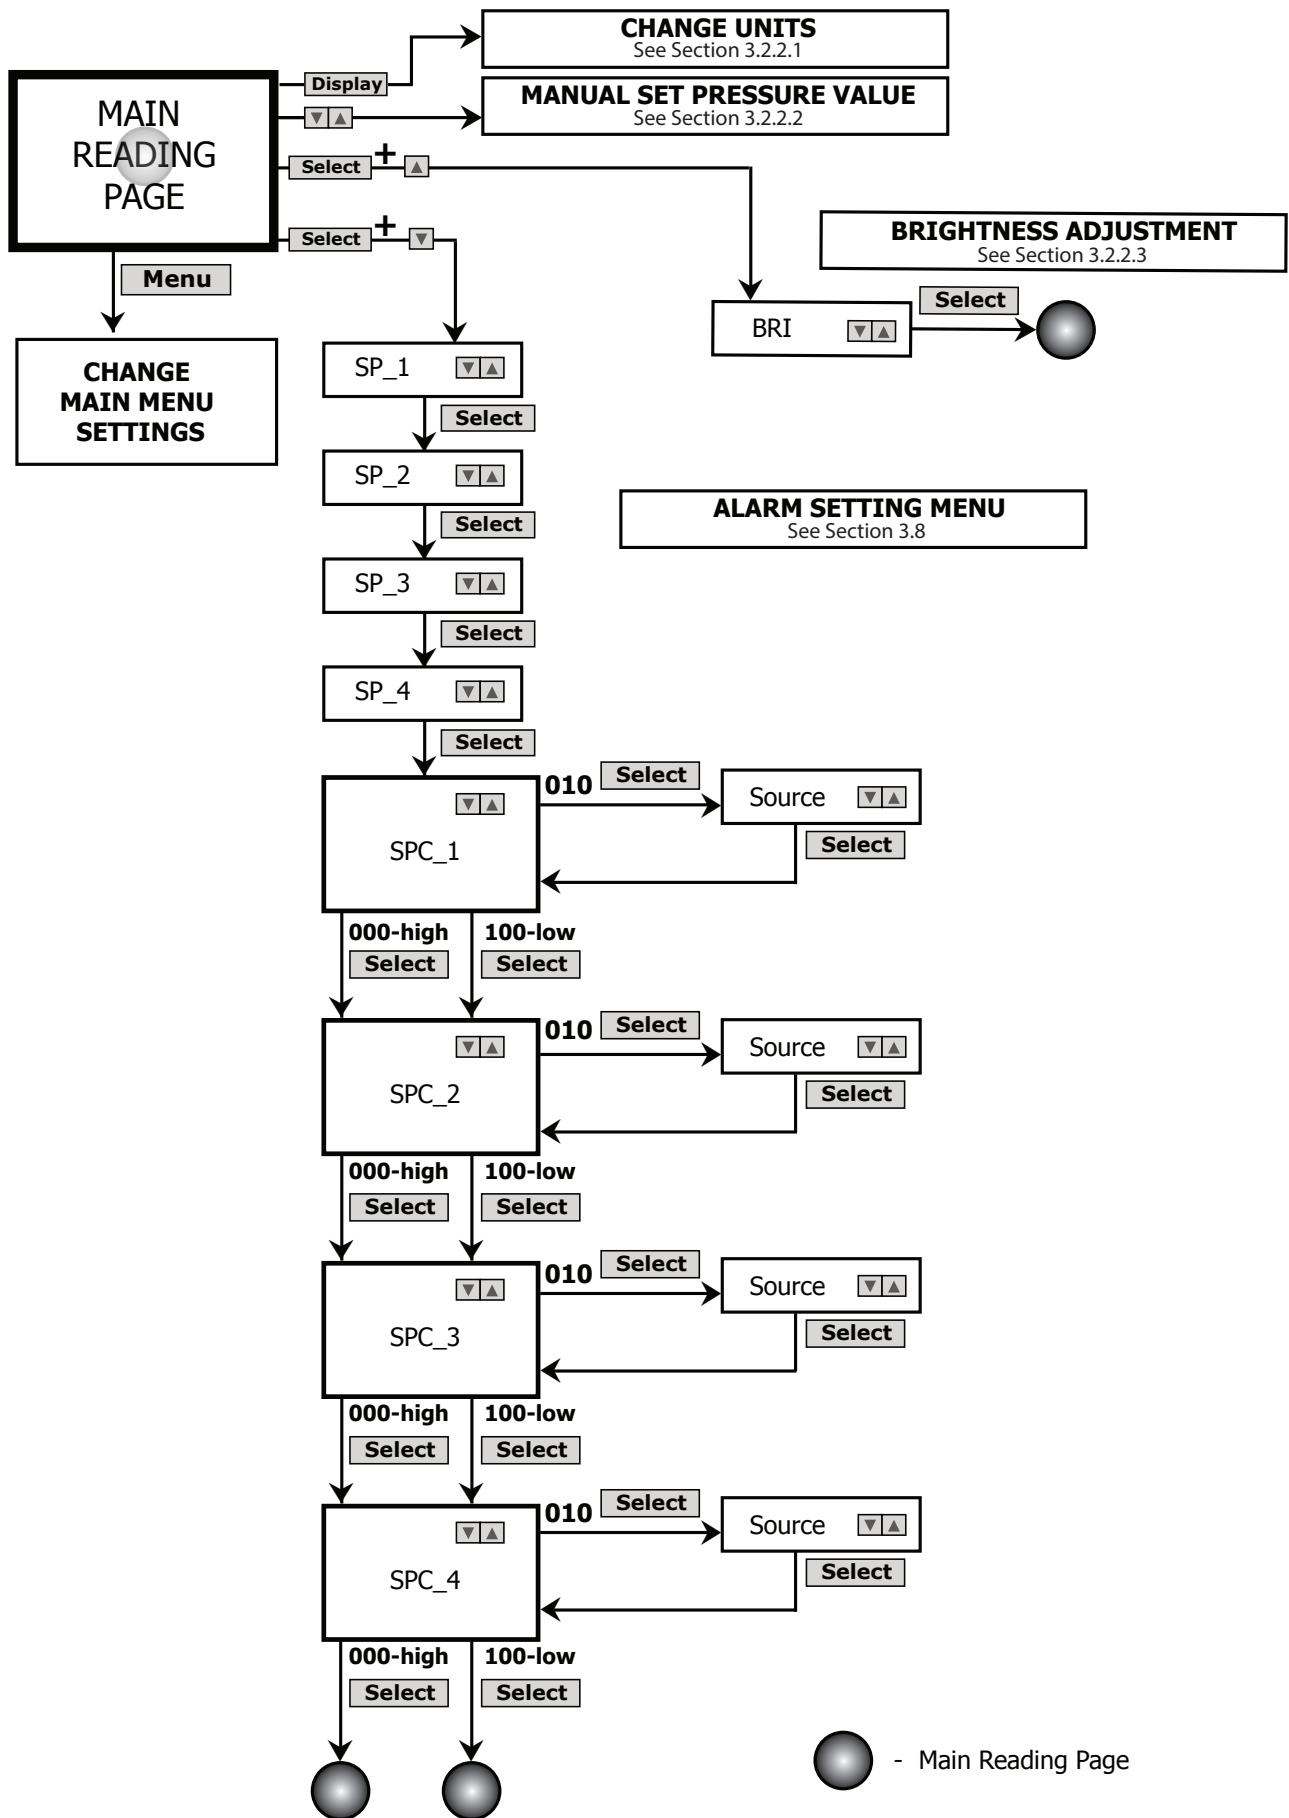 CHANGE UNITS
See Section 3.2.2.1
Display
MANUAL SET PRESSURE VALUE
See Section 3.2.2.2
▼ ▲
MAIN
READING
PAGE
Select + ▲
Select + ▼
BRIGHTNESS ADJUSTMENT
See Section 3.2.2.3
Menu
Select
BRI ▼ ▲
CHANGE
MAIN MENU
SETTINGS
SP_1 ▼ ▲
Select
SP_2 ▼ ▲
Select
ALARM SETTING MENU
See Section 3.8
SP_3 ▼ ▲
Select
SP_4 ▼ ▲
Select
010 Select
▼ ▲
Source ▼ ▲
SPC_1
Select
000-high 100-low
Select Select
010 Select
▼ ▲
Source ▼ ▲
SPC_2
Select
000-high 100-low
Select Select
010 Select
▼ ▲
Source ▼ ▲
SPC_3
Select
000-high 100-low
Select Select
010 Select
▼ ▲
Source ▼ ▲
SPC_4
Select
000-high 100-low
Select Select
- Main Reading Page